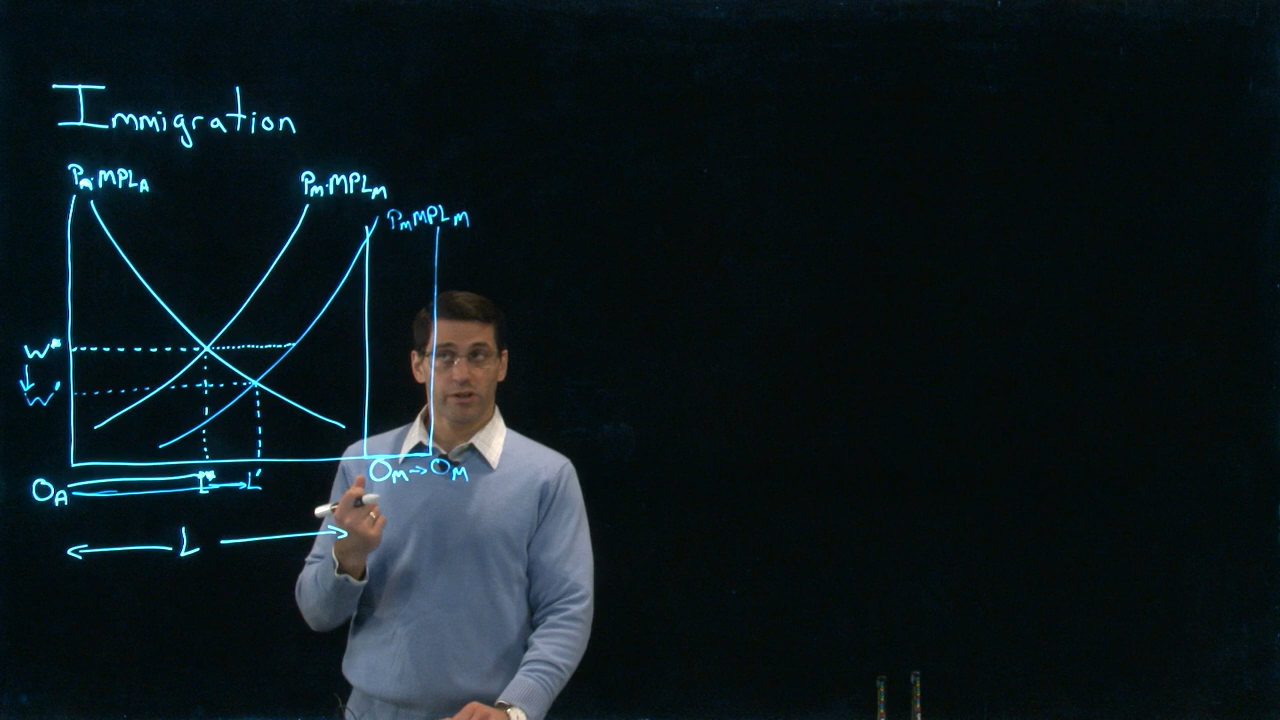 Immigration
Pa·MPLA
PM·MPLM
PMMPLM
W*
↓
W'
OM→OM
OA
L*→L'
←L→